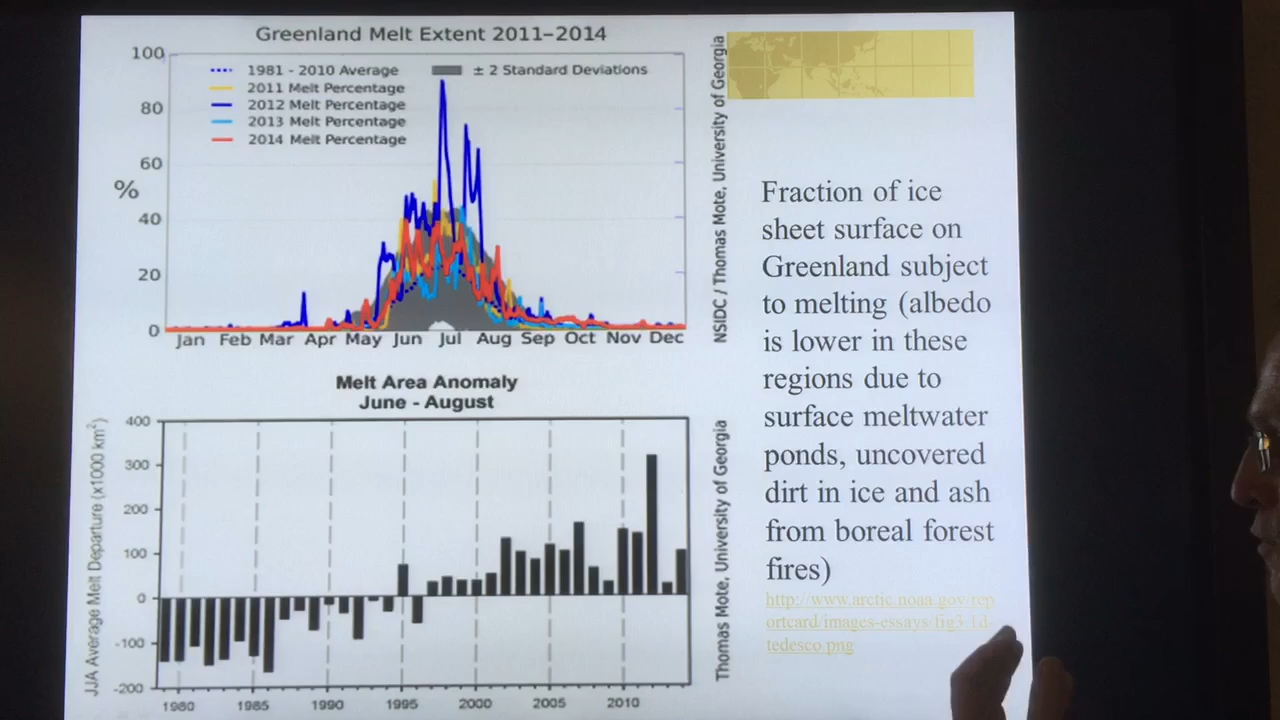 Greenland Melt Extent 2011–2014
100
80
60
40
20
0
%
1981 - 2010 Average
± 2 Standard Deviations
2011 Melt Percentage
2012 Melt Percentage
2013 Melt Percentage
2014 Melt Percentage
Jan Feb Mar Apr May Jun Jul Aug Sep Oct Nov Dec
NSIDC / Thomas Mote, University of Georgia
Melt Area Anomaly
June - August
JJA Average Melt Departure (x1000 km²)
400
300
200
100
0
-100
-200
1980 1985 1990 1995 2000 2005 2010
Thomas Mote, University of Georgia
Fraction of ice
sheet surface on
Greenland subject
to melting (albedo
is lower in these
regions due to
surface meltwater
ponds, uncovered
dirt in ice and ash
from boreal forest
fires)
http://www.arctic.noaa.gov/rep
ortcard/images-essays/fig3.1d-
tedesco.png